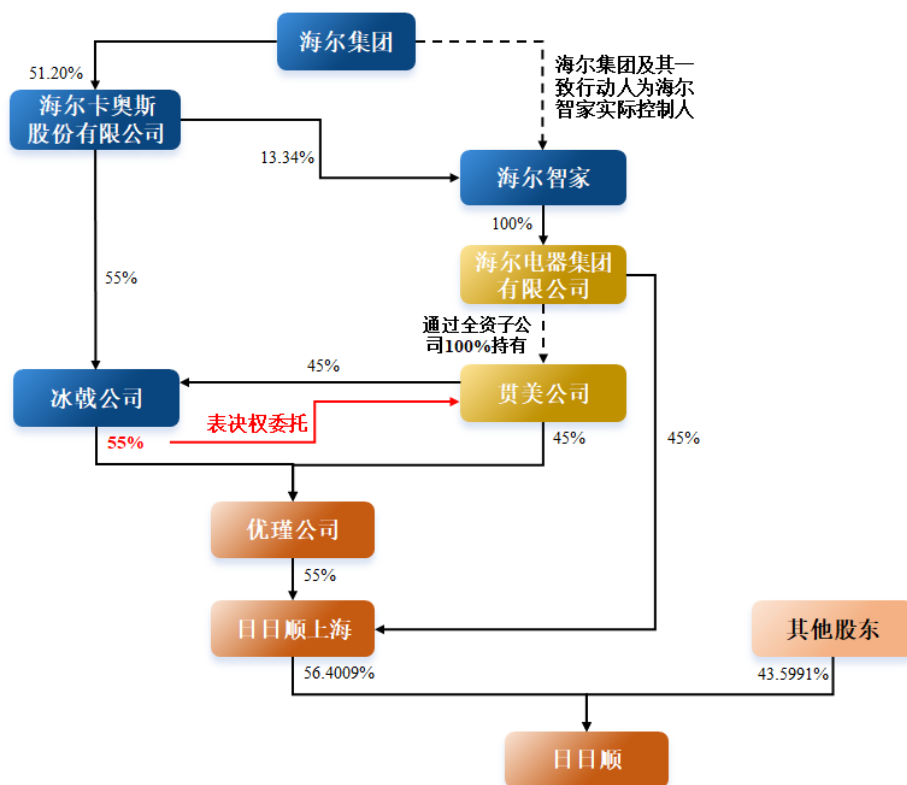 海尔集团
51.20%
海尔集团及其一
致行动人为海尔
智家实际控制人
海尔卡奥斯
股份有限公司
13.34%
海尔智家
100%
海尔电器集团
有限公司
55%
通过全资子公
司100%持有
45%
冰戟公司
贯美公司
表决权委托
55%
45%
45%
优瑾公司
55%
日日顺上海
其他股东
56.4009%
43.5991%
日日顺